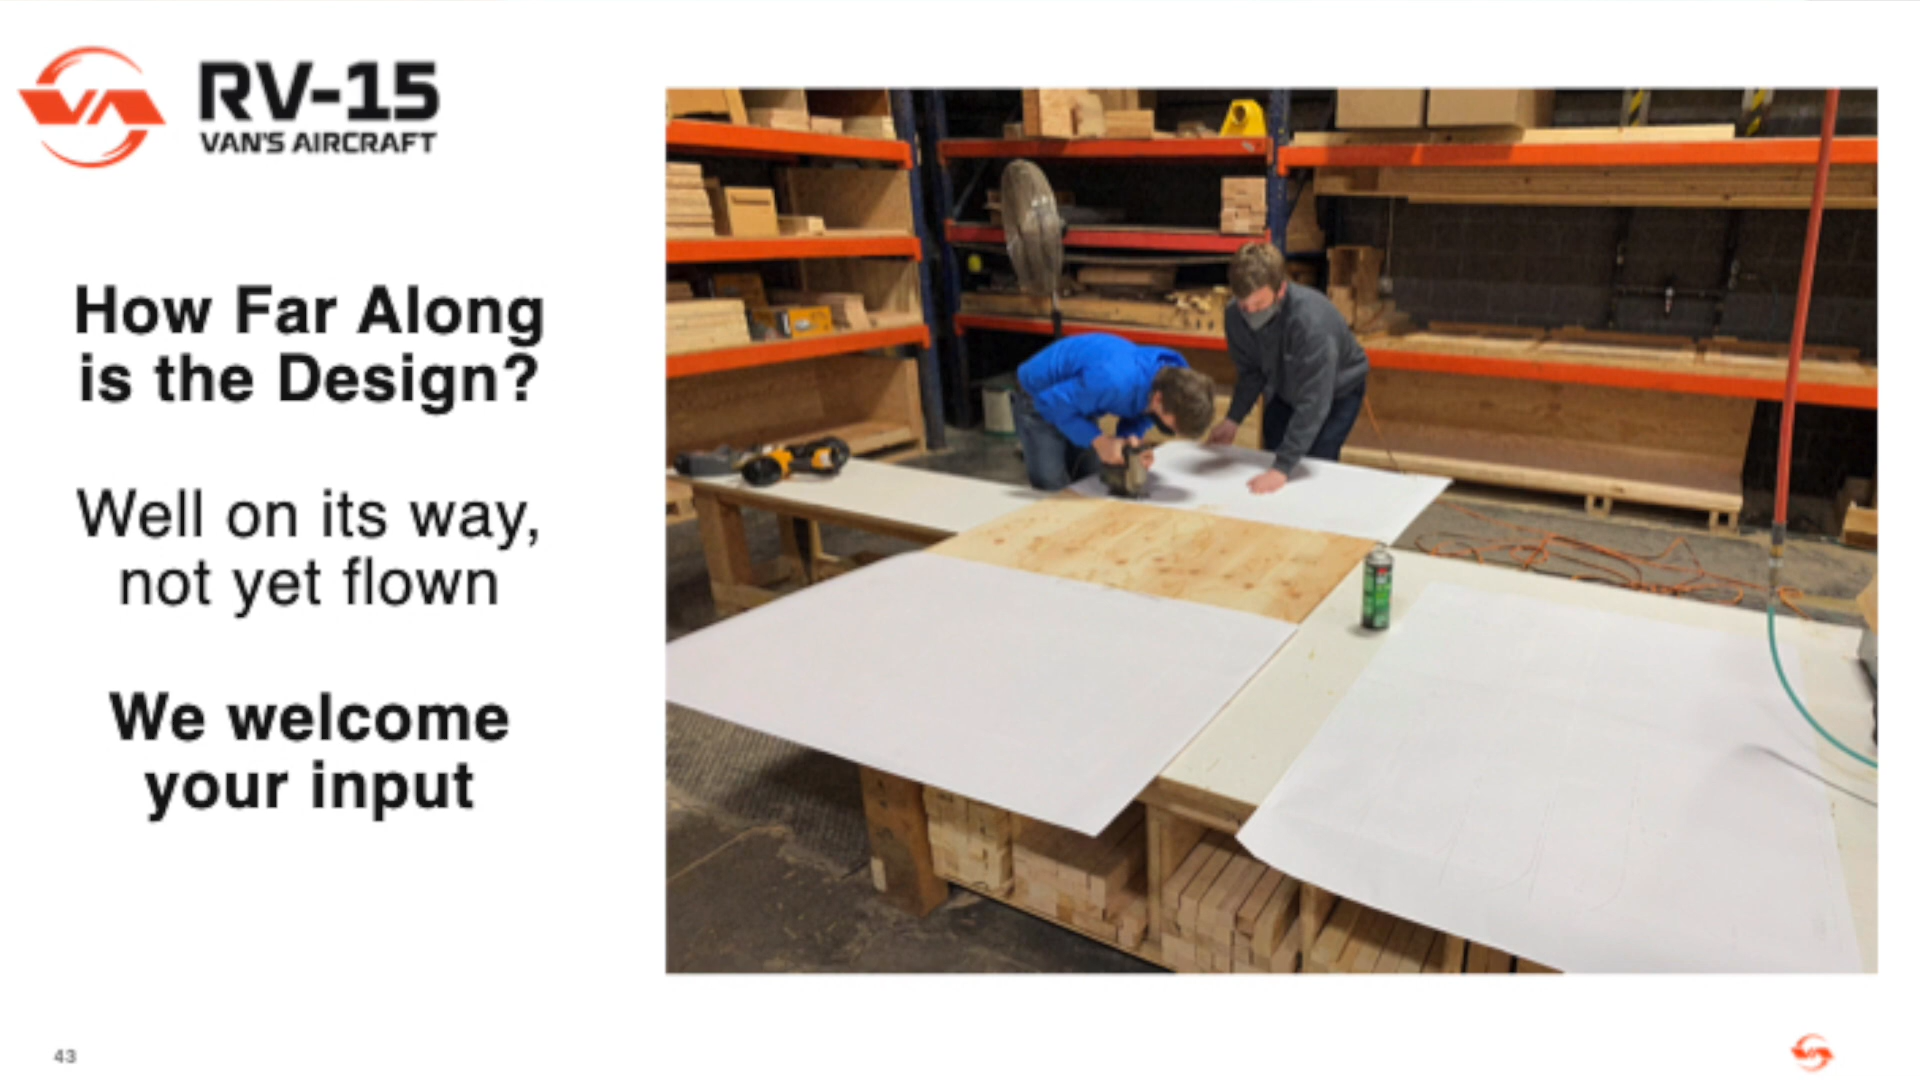 RV-15
VAN'S AIRCRAFT
How Far Along
is the Design?
Well on its way,
not yet flown
We welcome
your input
43